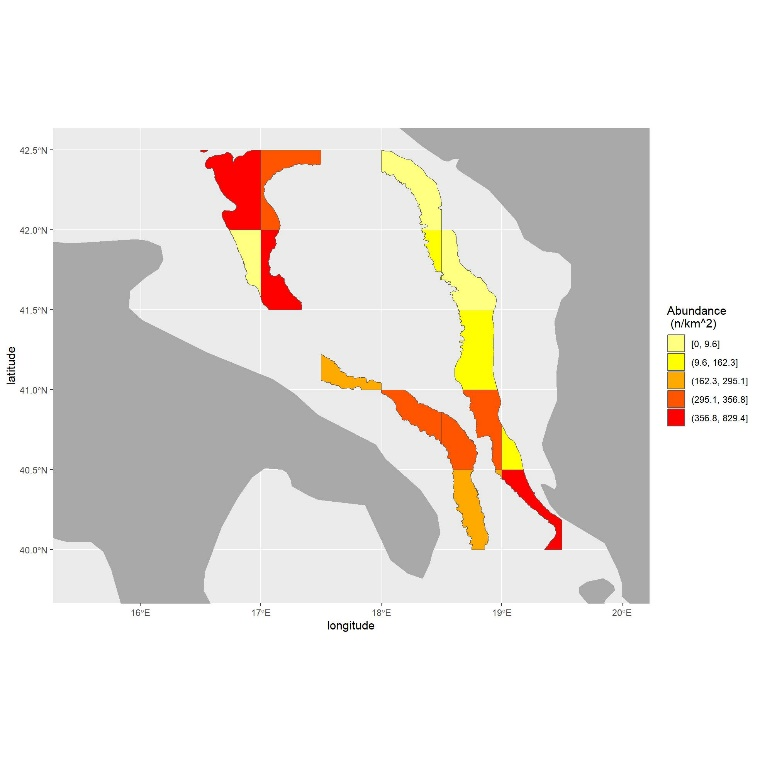 42.5°N
42.0°N
41.5°N
41.0°N
40.5°N
40.0°N
latitude
16°E 17°E 18°E 19°E 20°E
longitude
Abundance
(n/km^2)
[0, 9.6]
(9.6, 162.3]
(162.3, 295.1]
(295.1, 356.8]
(356.8, 829.4]